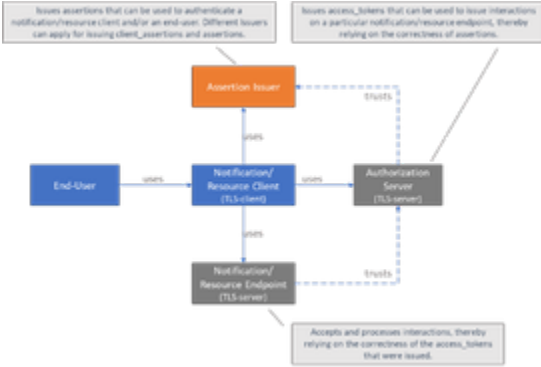 Issues assertions that can be used to authenticate a
notification/resource client and/or an end-user. Different issuers
can apply for issuing client_assertions and assertions.
Issues access_tokens that can be used to issue interactions
on a particular notification/resource endpoint, thereby
relying on the correctness of assertions.
Assertion Issuer
trusts
uses
End-User
uses
Notification/
Resource Client
(TLS-client)
uses
Authorization
Server
(TLS-server)
uses
Notification/
Resource Endpoint
(TLS-server)
trusts
Accepts and processes interactions, thereby
relying on the correctness of the access_tokens
that were issued.